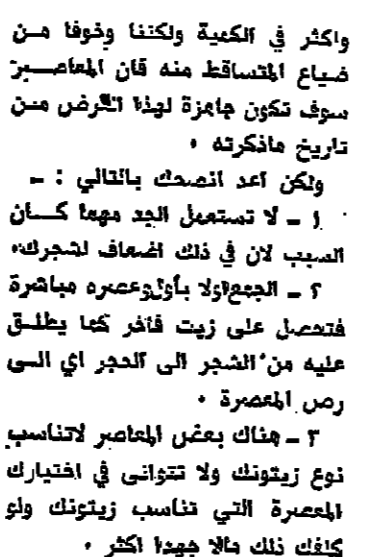 واكثر في الكمية ولكننا وخوفا من
ضياع المتساقط منه فان المعاصر
سوف تكون جاهزة لهذا الغرض من
تاريخ ماذكرته ٠
ولكن اعد انصحك بالتالي : ـ
١ ـ لا تستعمل الجد مهما كان
السبب لان في ذلك اضعاف لشجرك٠
٢ ـ الجمع اولا بأول وعصره مباشرة
فتحصل على زيت فاخر كما يطلق
عليه من الشجر الى الحجر اي الى
رص المعصرة ٠
٣ ـ هناك بعض المعاصر لاتناسب
نوع زيتونك ولا تتوانى في اختيارك
المعصرة التي تناسب زيتونك ولو
كلفك ذلك مالا جهدا اكثر ٠